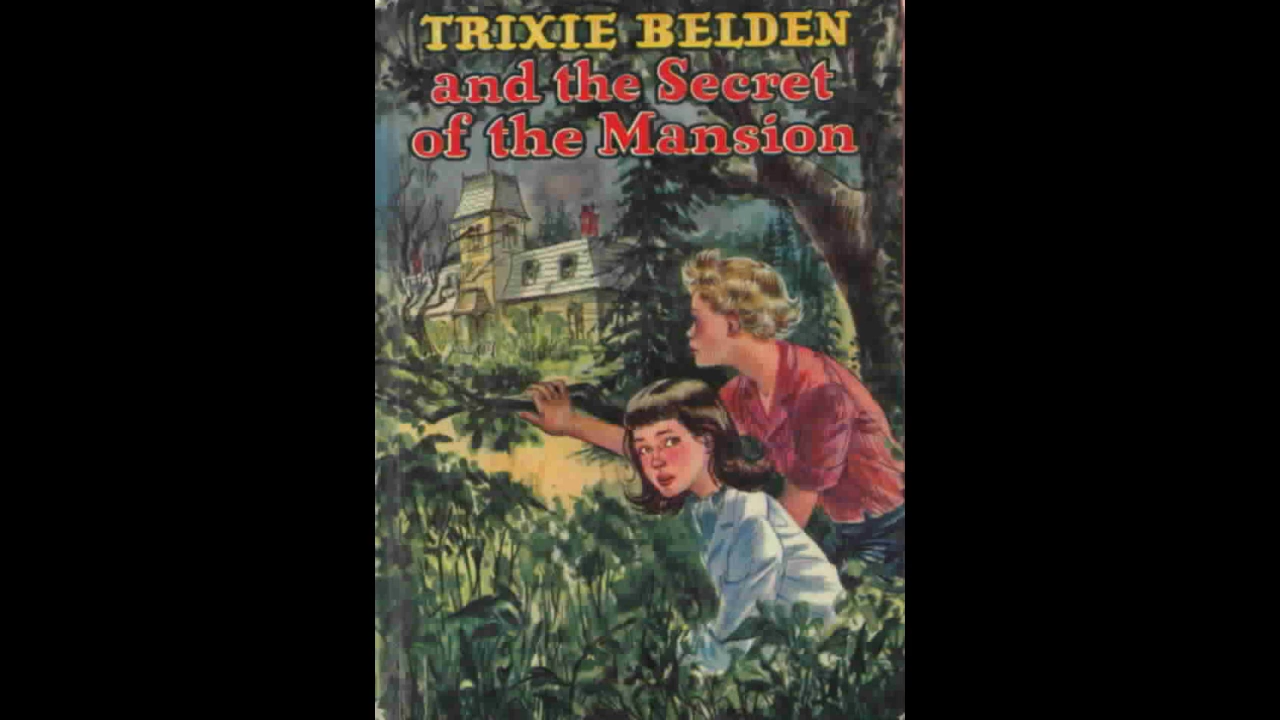 TRIXIE BELDEN
and the Secret
of the Mansion